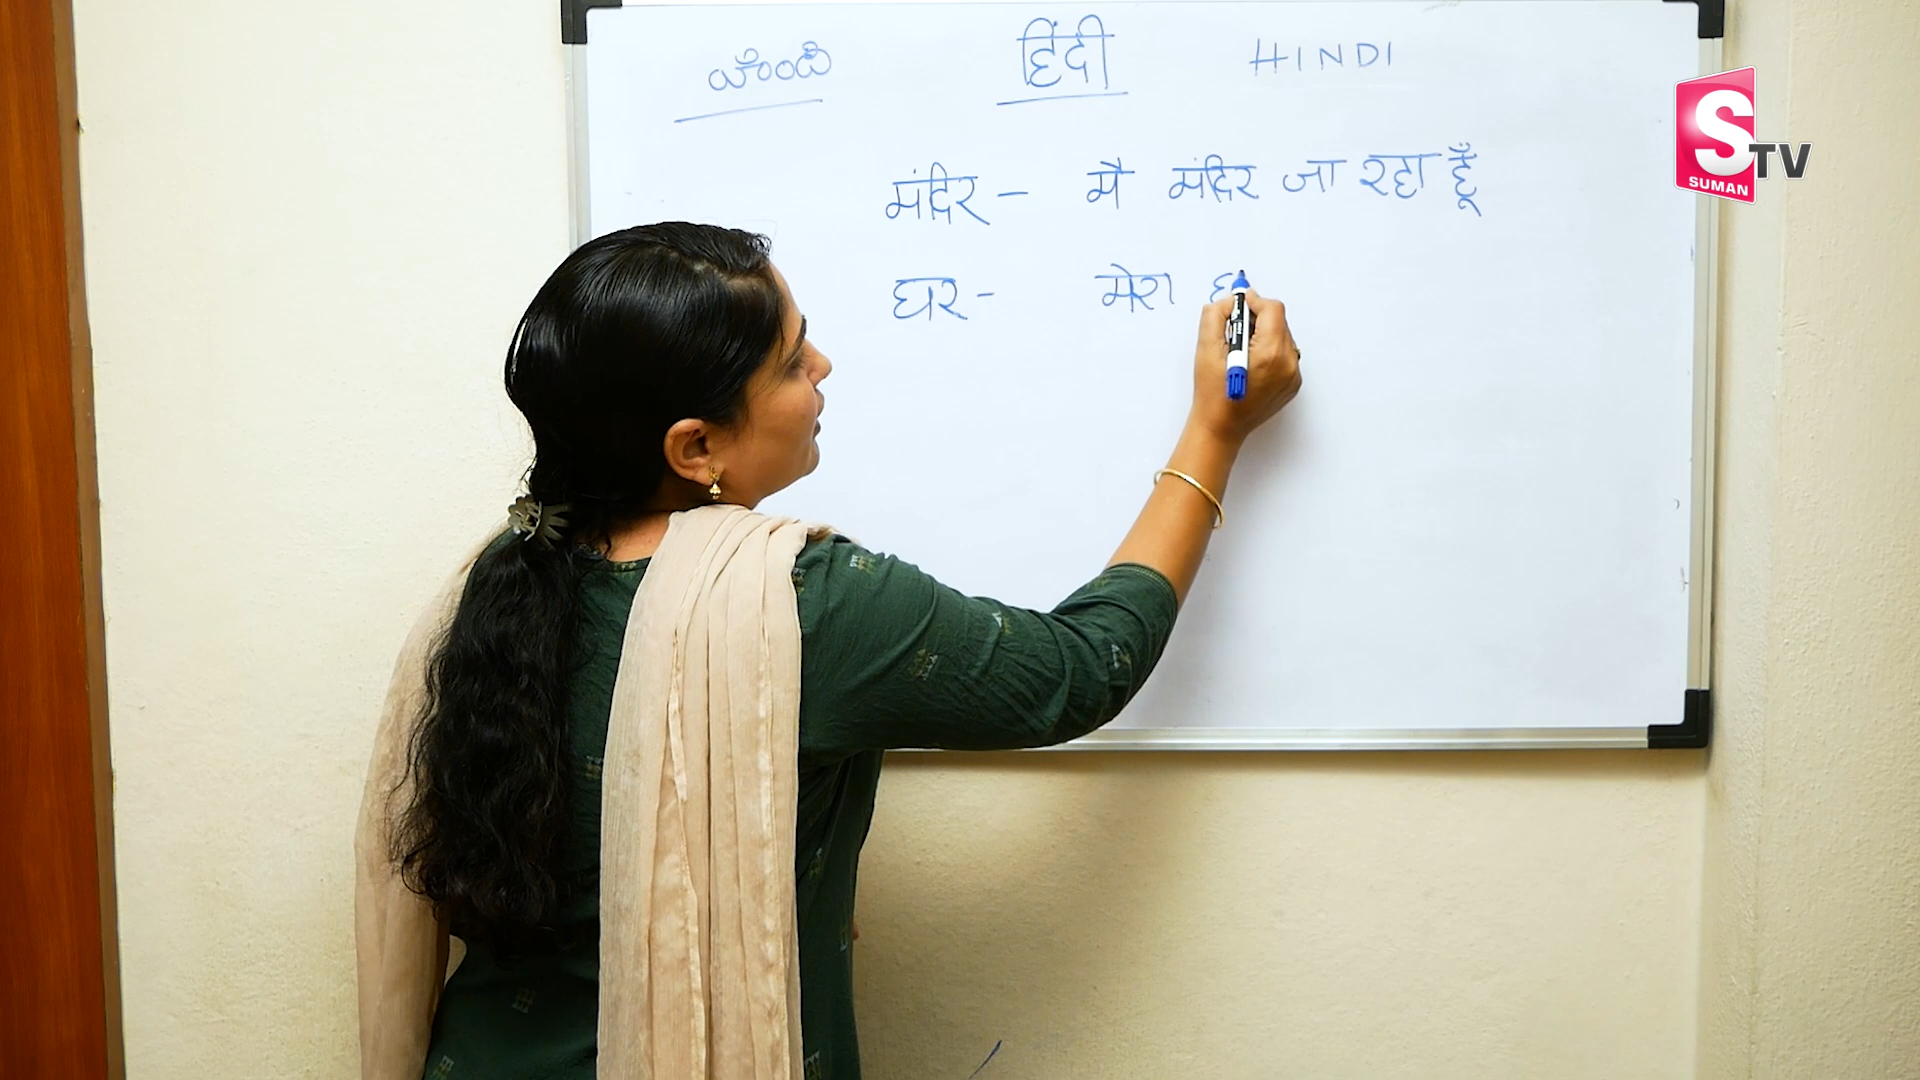 హిందీ हिंदी HINDI
S TV SUMAN
मंदिर – मै मंदिर जा रहा हूँ
घर – मेरा